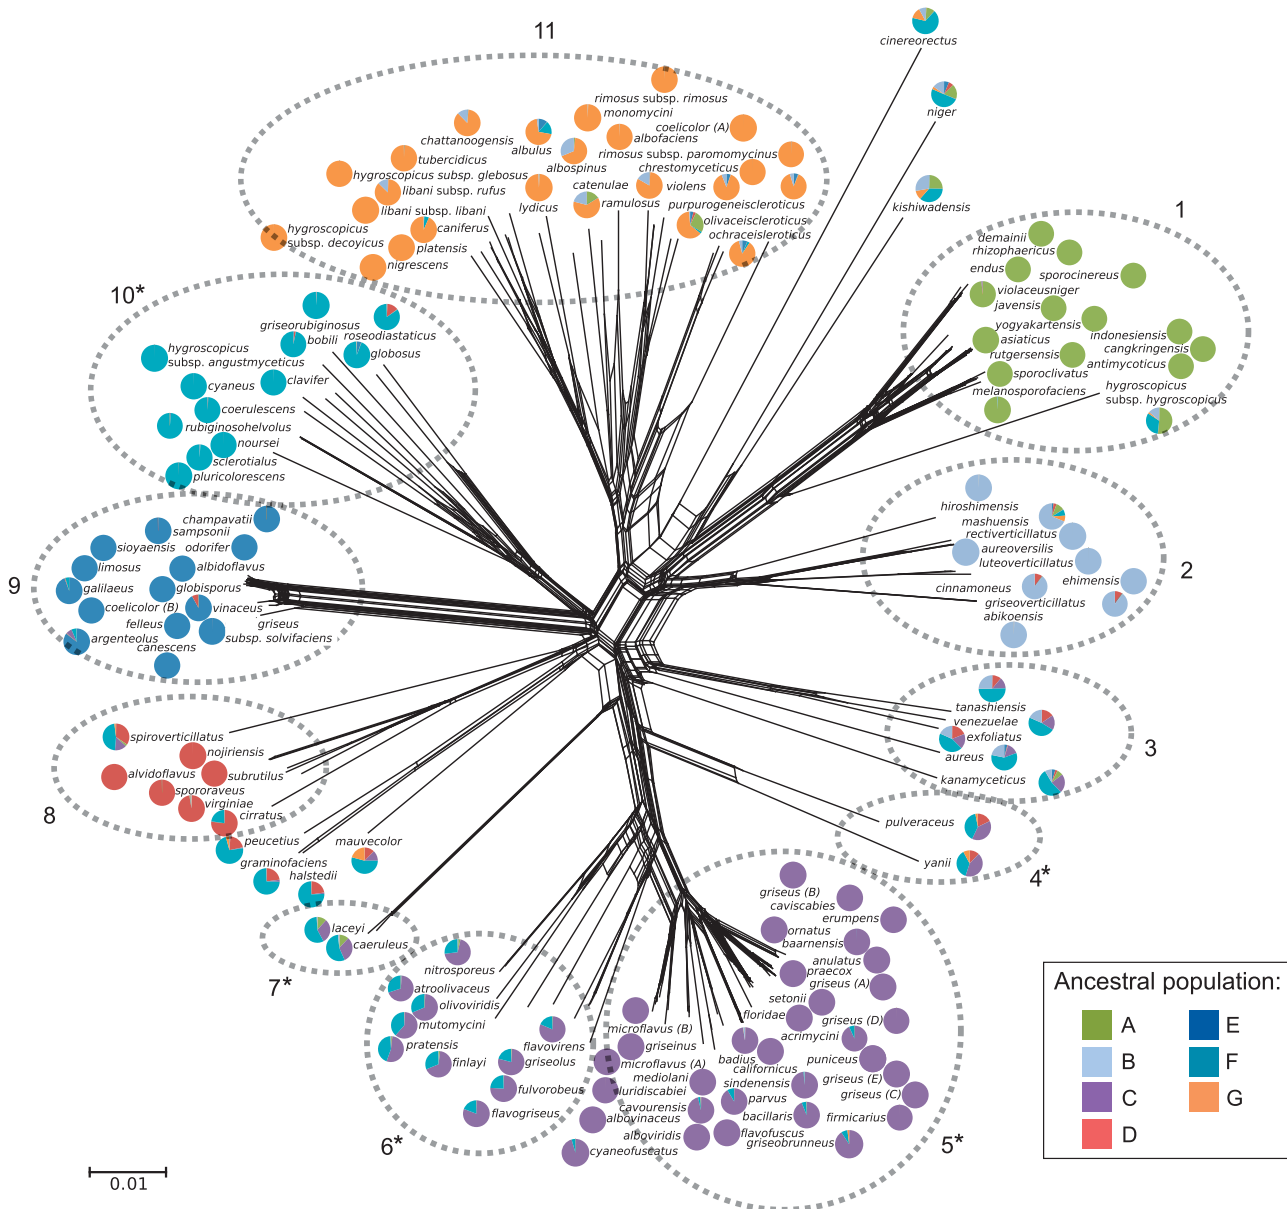 11
cinereorectus
niger
kishiwadensis
rimosus subsp. rimosus
monomycini
coelicolor (A)
albofaciens
chattanoogensis
albulus
rimosus subsp. paromomycinus
albospinus
chrestomyceticus
tubercidicus
hygroscopicus subsp. glebosus
libani subsp. rufus
catenulae
violens
purpurogeneiscleroticus
lydicus
ramulosus
libani subsp. libani
olivaceiscleroticus
caniferus
ochraceisleroticus
hygroscopicus
subsp. decoyicus
platensis
nigrescens
1
demainii
rhizophaericus
endus
sporocinereus
violaceusniger
javensis
yogyakartensis
indonesiensis
asiaticus
cangkringensis
rutgersensis
antimycoticus
sporoclivatus
melanosporofaciens
hygroscopicus
subsp. hygroscopicus
10*
griseorubiginosus
roseodiastaticus
bobili
globosus
hygroscopicus
subsp. angustmyceticus
cyaneus
clavifer
coerulescens
rubiginosohelvolus
noursei
sclerotialus
pluricolorescens
2
hiroshimensis
mashuensis
rectiverticillatus
aureoversilis
luteoverticillatus
ehimensis
cinnamoneus
griseoverticillatus
abikoensis
9
champavatii
sampsonii
sioyaensis
odorifer
limosus
albidoflavus
galilaeus
globisporus
coelicolor (B)
vinaceus
felleus
griseus
argenteolus
subsp. solvifaciens
canescens
3
tanashiensis
venezuelae
exfoliatus
aureus
kanamyceticus
8
spiroverticillatus
nojiriensis
alvidoflavus
subrutilus
spororaveus
virginiae
cirratus
peucetius
mauvecolor
graminofaciens
halstedii
4*
pulveraceus
yanii
7*
laceyi
caeruleus
6*
nitrosporeus
atroolivaceus
olivoviridis
mutomycini
pratensis
finlayi
flavovirens
griseolus
fulvorobeus
flavogriseus
5*
griseus (B)
caviscabies
erumpens
ornatus
baarnensis
anulatus
praecox
griseus (A)
setonii
floridae
griseus (D)
acrimycini
microflavus (B)
griseinus
badius
puniceus
microflavus (A)
californicus
mediolani
sindenensis
griseus (E)
luridiscabiei
parvus
griseus (C)
cavourensis
bacillaris
firmicarius
albovinaceus
flavofuscus
alboviridis
griseobrunneus
cyaneofuscatus
Ancestral population:
A
B
C
D
E
F
G
0.01